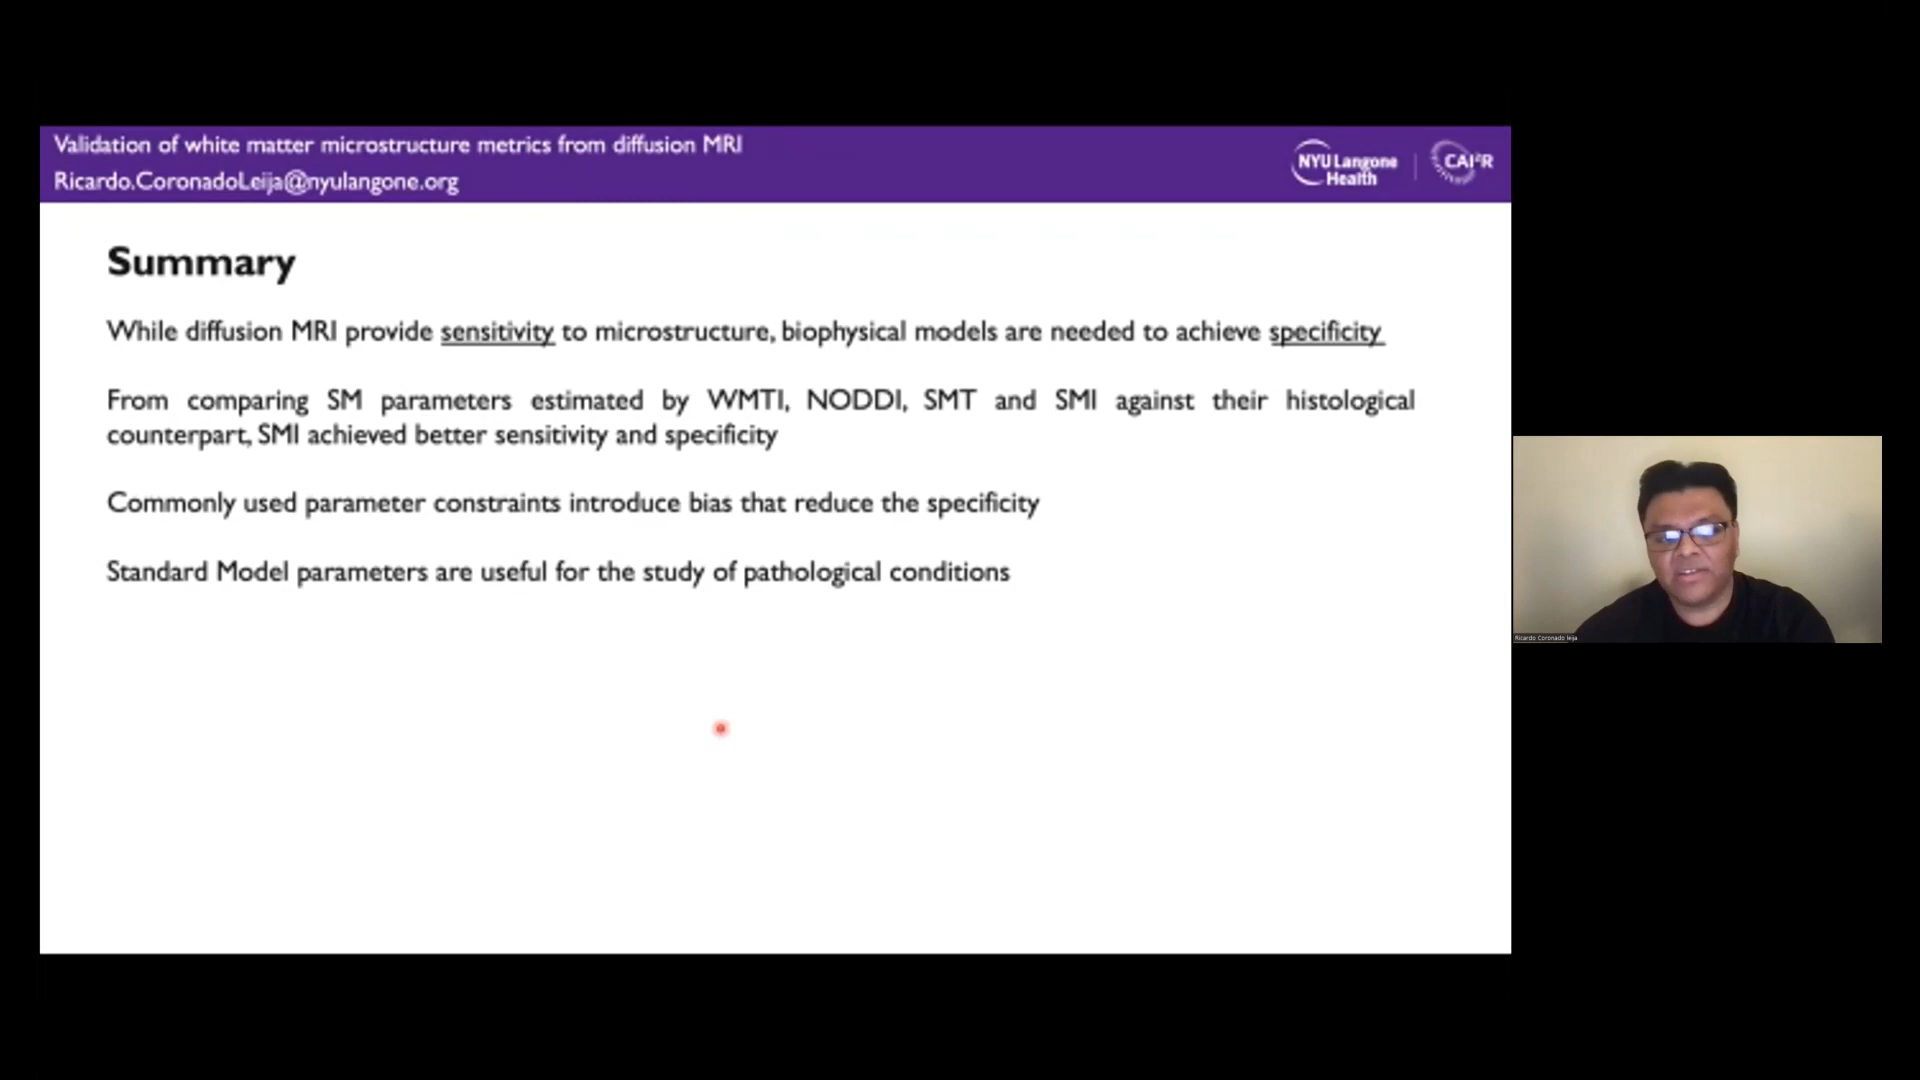 Validation of white matter microstructure metrics from diffusion MRI
Ricardo.CoronadoLeija@nyulangone.org
NYU Langone
Health
CAI²R
Summary
While diffusion MRI provide sensitivity to microstructure, biophysical models are needed to achieve specificity
From comparing SM parameters estimated by WMTI, NODDI, SMT and SMI against their histological
counterpart, SMI achieved better sensitivity and specificity
Commonly used parameter constraints introduce bias that reduce the specificity
Standard Model parameters are useful for the study of pathological conditions
Ricardo Coronado leija